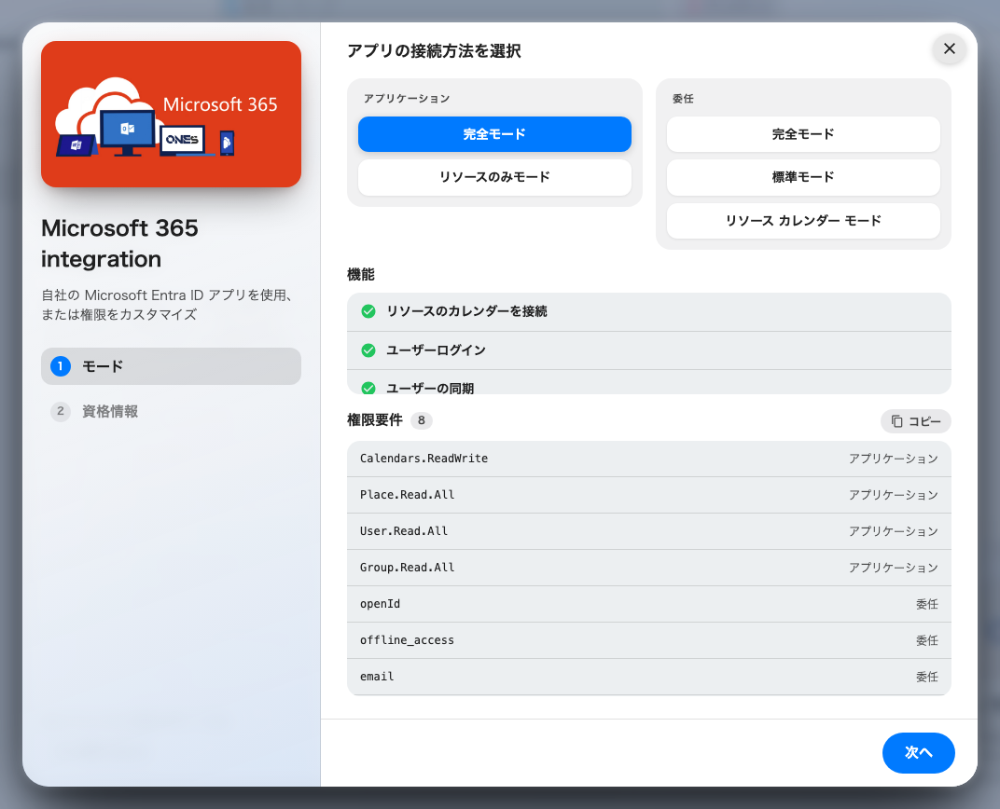 Microsoft 365
ONES
Microsoft 365
integration
自社の Microsoft Entra ID アプリを使用、
または権限をカスタマイズ
1 モード
2 資格情報
アプリの接続方法を選択
アプリケーション
完全モード
リソースのみモード
委任
完全モード
標準モード
リソース カレンダー モード
機能
リソースのカレンダーを接続
ユーザーログイン
ユーザーの同期
権限要件 8
コピー
Calendars.ReadWrite アプリケーション
Place.Read.All アプリケーション
User.Read.All アプリケーション
Group.Read.All アプリケーション
openId 委任
offline_access 委任
email 委任
次へ